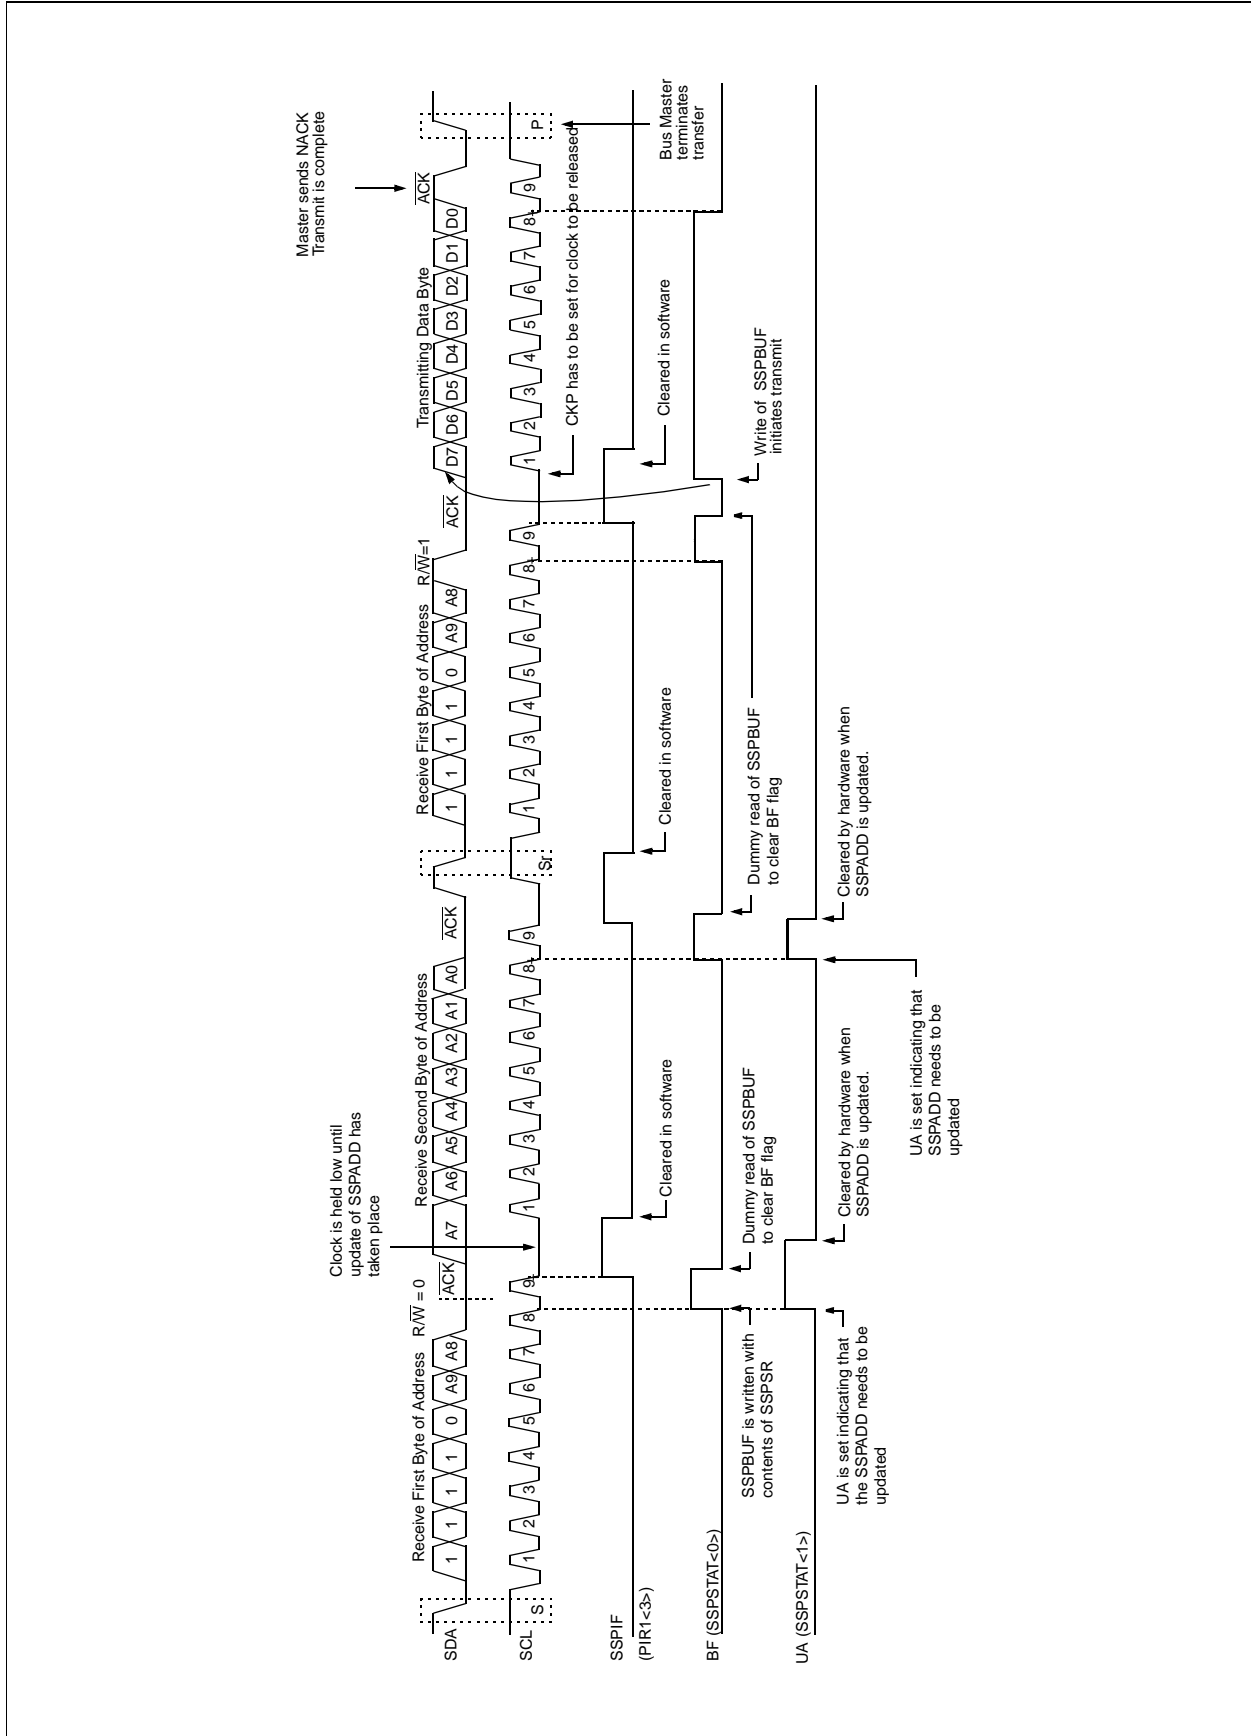 Master sends NACK
Transmit is complete
Receive First Byte of Address R/W = 0
Receive Second Byte of Address
Receive First Byte of Address R/W=1
Transmitting Data Byte
ACK
SDA
1 1 1 1 0 A9 A8
ACK
A7 A6 A5 A4 A3 A2 A1 A0
ACK
1 1 1 1 0 A9 A8
ACK
D7 D6 D5 D4 D3 D2 D1 D0
SCL
S
1 2 3 4 5 6 7 8 9
1 2 3 4 5 6 7 8 9
Sr
1 2 3 4 5 6 7 8 9
1 2 3 4 5 6 7 8 9
P
Clock is held low until
update of SSPADD has
taken place
CKP has to be set for clock to be released
Bus Master
terminates
transfer
SSPIF
(PIR1<3>)
Cleared in software
Cleared in software
Cleared in software
BF (SSPSTAT<0>)
SSPBUF is written with
contents of SSPSR
Dummy read of SSPBUF
to clear BF flag
Dummy read of SSPBUF
to clear BF flag
Write of SSPBUF
initiates transmit
UA (SSPSTAT<1>)
UA is set indicating that
the SSPADD needs to be
updated
Cleared by hardware when
SSPADD is updated.
UA is set indicating that
SSPADD needs to be
updated
Cleared by hardware when
SSPADD is updated.